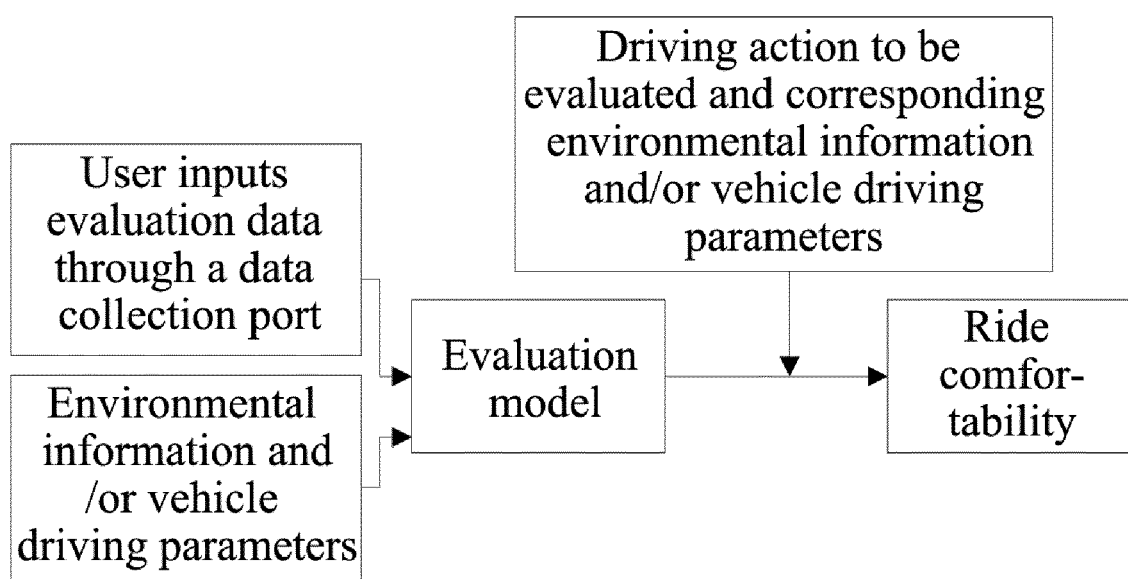 Driving action to be
evaluated and corresponding
environmental information
and/or vehicle driving
parameters
User inputs
evaluation data
through a data
collection port
Environmental
information and
/or vehicle
driving parameters
Evaluation
model
Ride
comfor-
tability